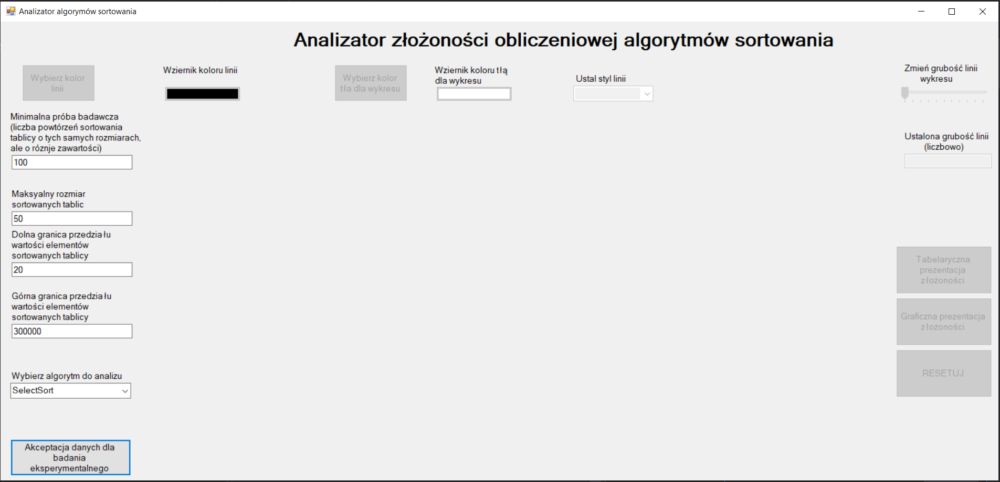 Analizator algorymów sortowania
Analizator złożoności obliczeniowej algorytmów sortowania
Wybierz kolor
linii
Wziernik koloru linii
Wybierz kolor
tła dla wykresu
Wziernik koloru tłą
dla wykresu
Ustal styl linii
Zmień grubość linii
wykresu
Minimalna próba badawcza
(liczba powtórzeń sortowania
tablicy o tych samych rozmiarach,
ale o róznje zawartości)
100
Ustalona grubość linii
(liczbowo)
Maksyalny rozmiar
sortowanych tablic
50
Dolna granica przedziału
wartości elementów
sortowanych tablicy
20
Górna granica przedziału
wartości elementów
sortowanych tablicy
300000
Tabelaryczna
prezentacja
złożoności
Graficzna prezentacja
złożoności
RESETUJ
Wybierz algorytm do analizu
SelectSort
Akceptacja danych dla
badania
eksperymentalnego